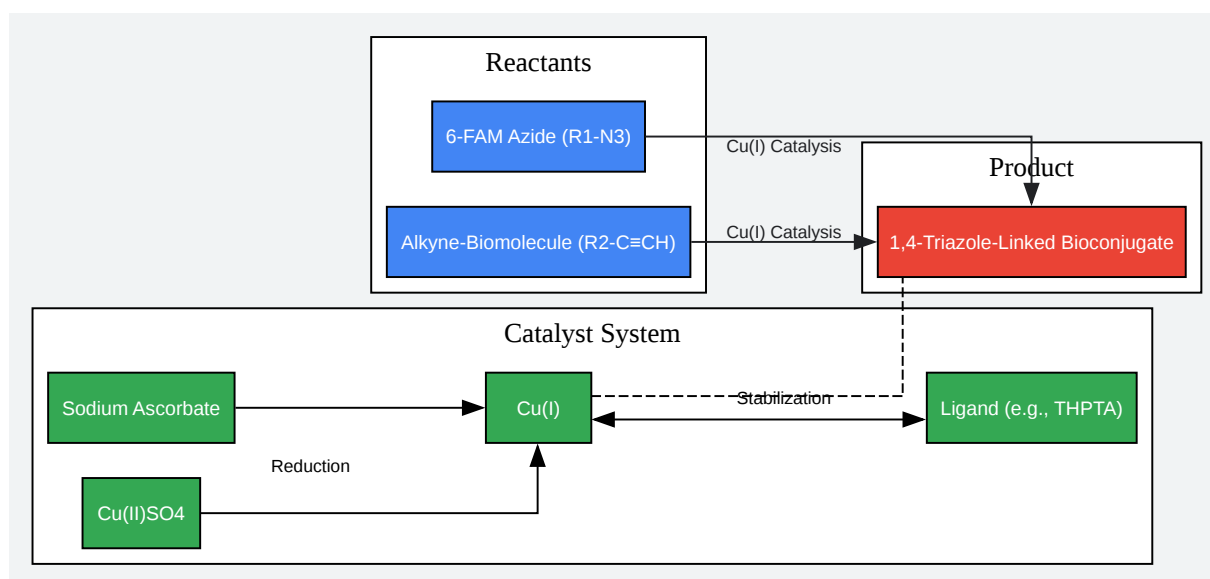 Reactants
6-FAM Azide (R1-N3)
Cu(I) Catalysis
Product
Alkyne-Biomolecule (R2-C≡CH)
Cu(I) Catalysis
1,4-Triazole-Linked Bioconjugate
Catalyst System
Sodium Ascorbate
Cu(I)
Stabilization
Ligand (e.g., THPTA)
Reduction
Cu(II)SO4